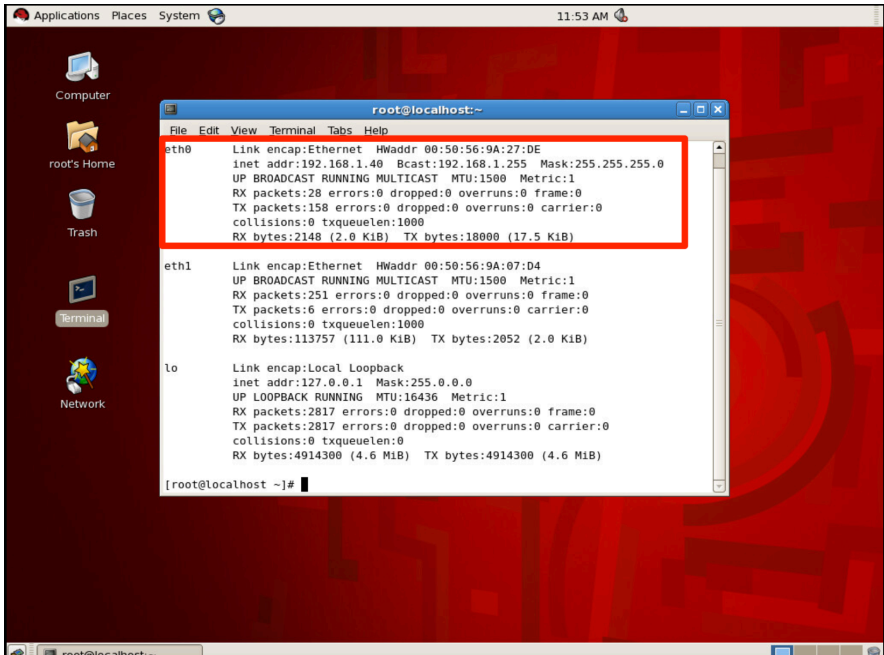 Applications Places System
11:53 AM
Computer
root's Home
Trash
Terminal
Network
root@localhost:~
File Edit View Terminal Tabs Help
eth0 Link encap:Ethernet HWaddr 00:50:56:9A:27:DE
inet addr:192.168.1.40 Bcast:192.168.1.255 Mask:255.255.255.0
UP BROADCAST RUNNING MULTICAST MTU:1500 Metric:1
RX packets:28 errors:0 dropped:0 overruns:0 frame:0
TX packets:158 errors:0 dropped:0 overruns:0 carrier:0
collisions:0 txqueuelen:1000
RX bytes:2148 (2.0 KiB) TX bytes:18000 (17.5 KiB)
eth1 Link encap:Ethernet HWaddr 00:50:56:9A:07:D4
UP BROADCAST RUNNING MULTICAST MTU:1500 Metric:1
RX packets:251 errors:0 dropped:0 overruns:0 frame:0
TX packets:6 errors:0 dropped:0 overruns:0 carrier:0
collisions:0 txqueuelen:1000
RX bytes:113757 (111.0 KiB) TX bytes:2052 (2.0 KiB)
lo Link encap:Local Loopback
inet addr:127.0.0.1 Mask:255.0.0.0
UP LOOPBACK RUNNING MTU:16436 Metric:1
RX packets:2817 errors:0 dropped:0 overruns:0 frame:0
TX packets:2817 errors:0 dropped:0 overruns:0 carrier:0
collisions:0 txqueuelen:0
RX bytes:4914300 (4.6 MiB) TX bytes:4914300 (4.6 MiB)
[root@localhost ~]#
root@localhost:~